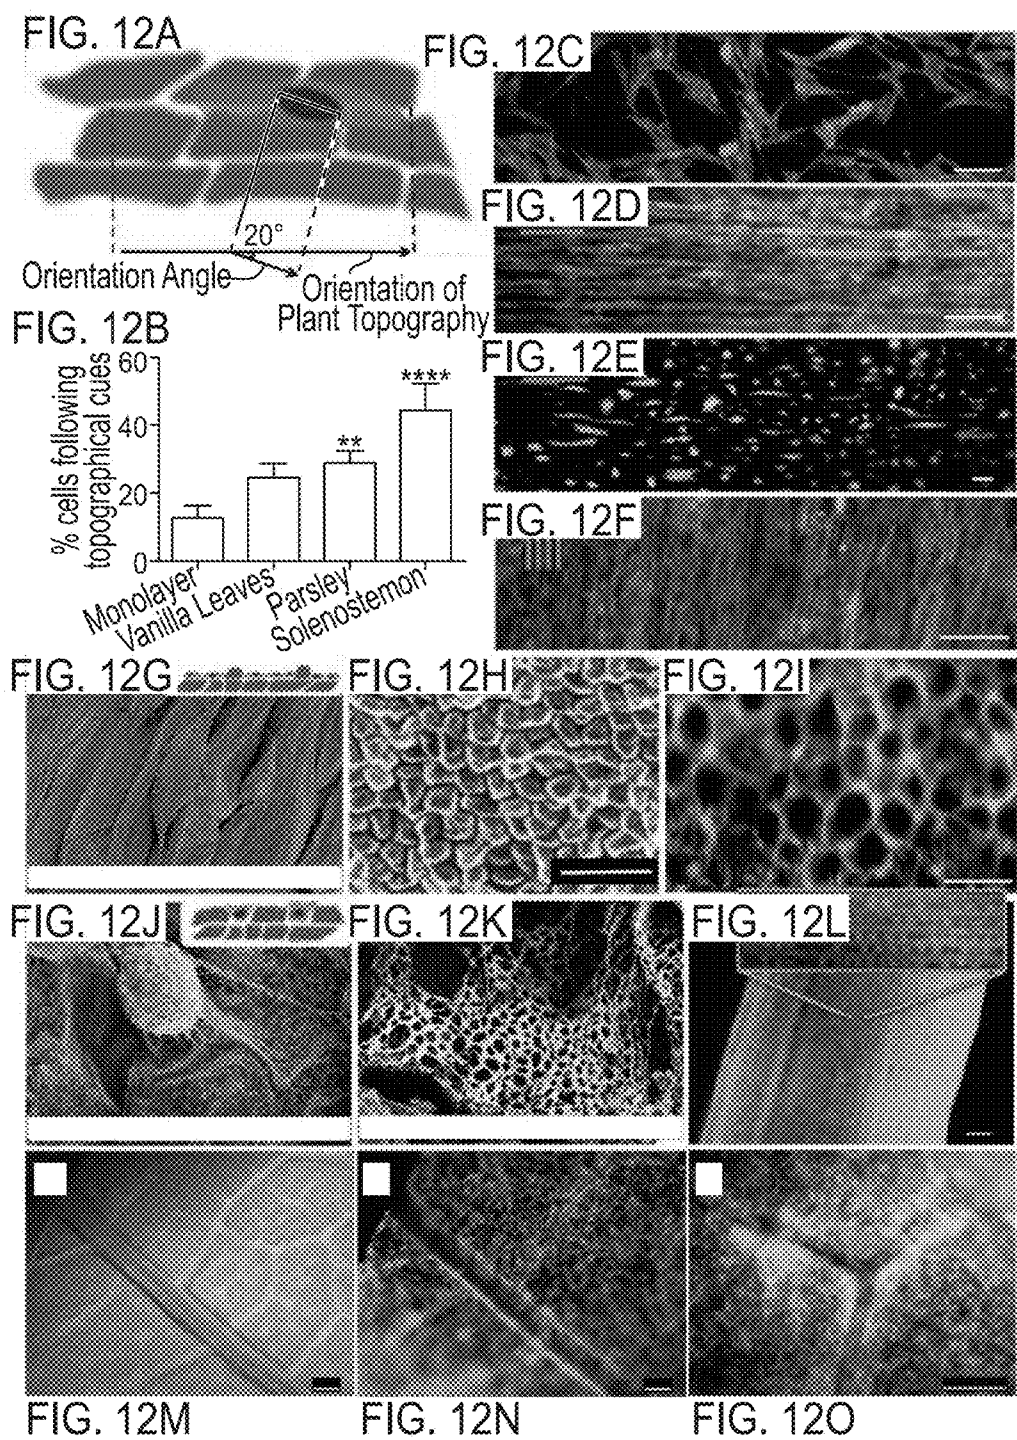 FIG. 12A
20°
Orientation Angle
Orientation of
Plant Topography
FIG. 12B
% cells following
topographical cues
60
40
20
0
**
****
Monolayer
Vanilla Leaves
Parsley
Solenostemon
FIG. 12C
FIG. 12D
FIG. 12E
FIG. 12F
FIG. 12G
FIG. 12H
FIG. 12I
FIG. 12J
FIG. 12K
FIG. 12L
FIG. 12M
FIG. 12N
FIG. 12O